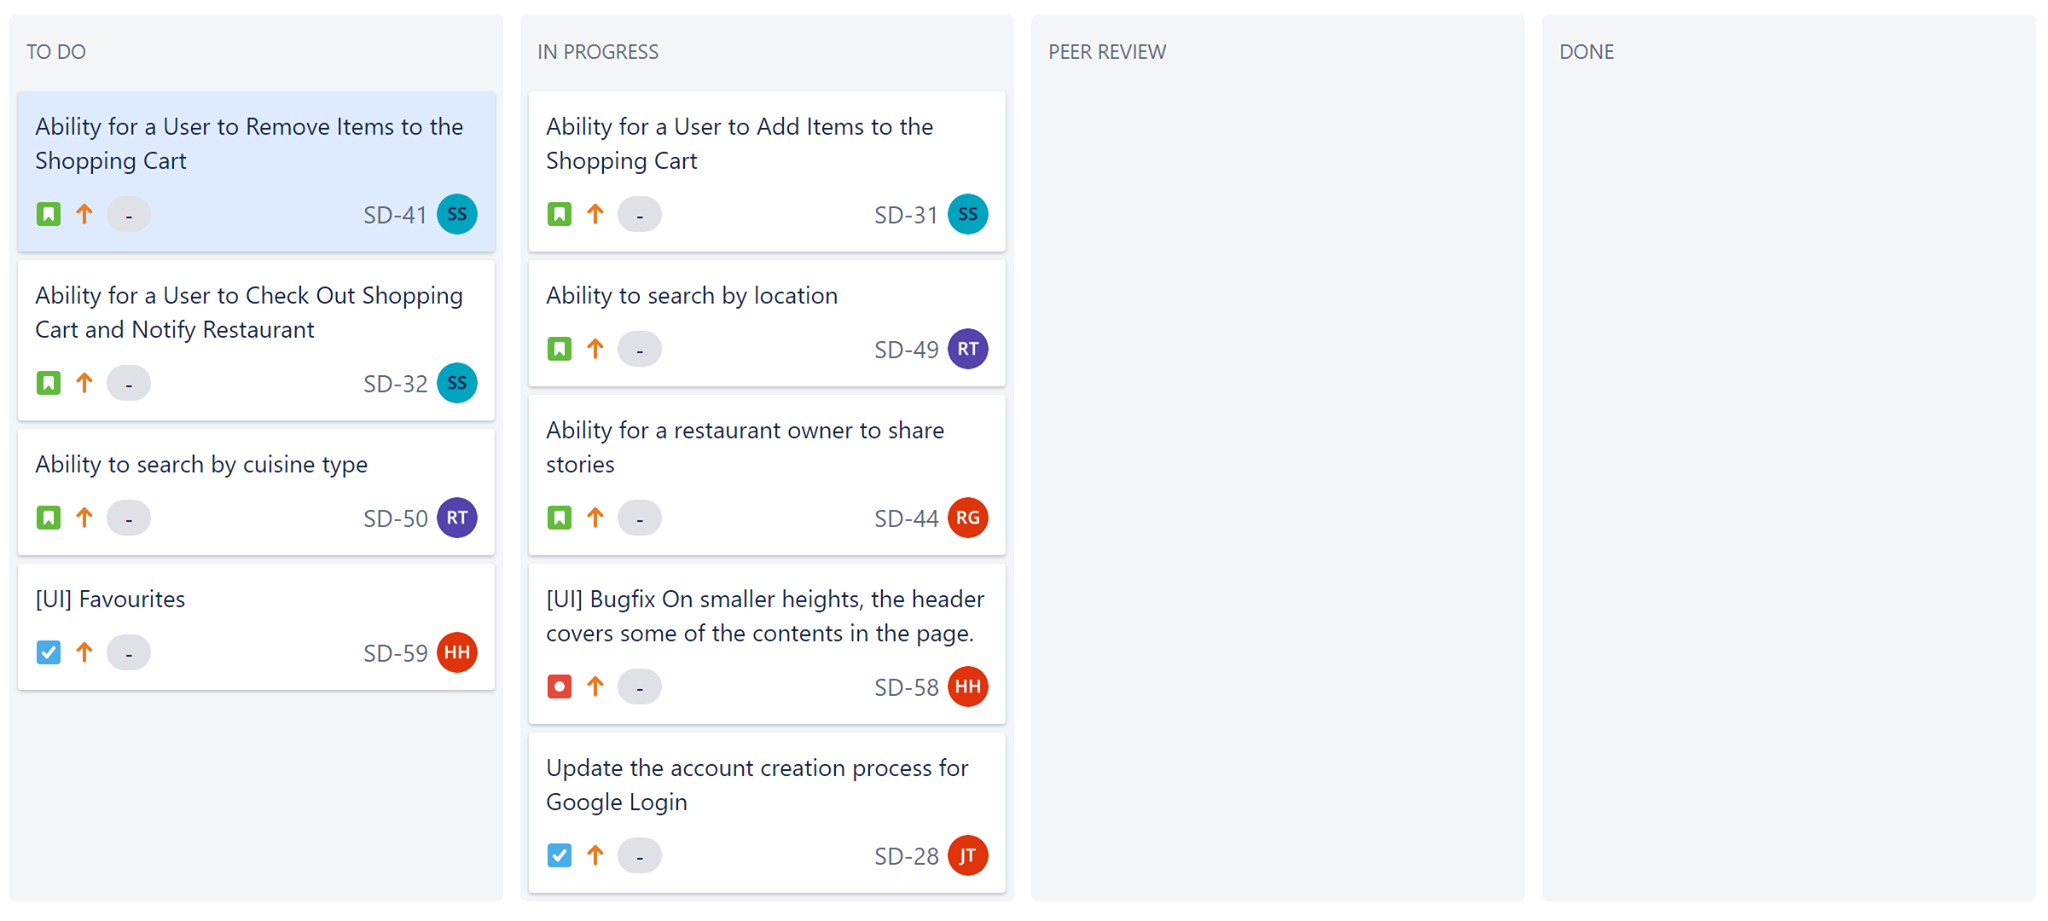 TO DO
Ability for a User to Remove Items to the
Shopping Cart
-
SD-41 SS
Ability for a User to Check Out Shopping
Cart and Notify Restaurant
-
SD-32 SS
Ability to search by cuisine type
-
SD-50 RT
[UI] Favourites
-
SD-59 HH
IN PROGRESS
Ability for a User to Add Items to the
Shopping Cart
-
SD-31 SS
Ability to search by location
-
SD-49 RT
Ability for a restaurant owner to share
stories
-
SD-44 RG
[UI] Bugfix On smaller heights, the header
covers some of the contents in the page.
-
SD-58 HH
Update the account creation process for
Google Login
-
SD-28 JT
PEER REVIEW
DONE